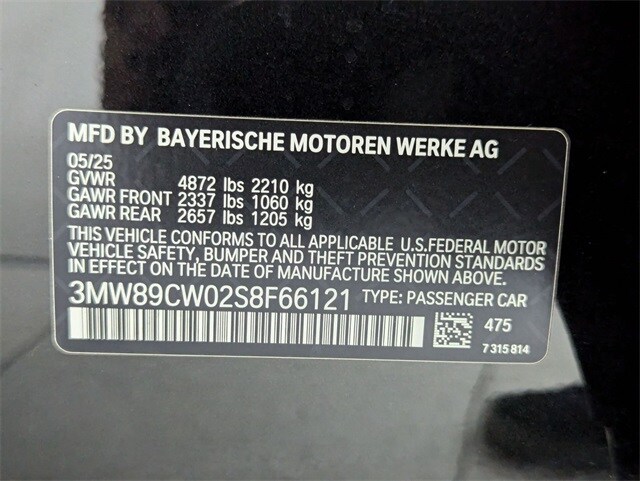 MFD BY BAYERISCHE MOTOREN WERKE AG
05/25
GVWR 4872 lbs 2210 kg
GAWR FRONT 2337 lbs 1060 kg
GAWR REAR 2657 lbs 1205 kg
THIS VEHICLE CONFORMS TO ALL APPLICABLE U.S.FEDERAL MOTOR
VEHICLE SAFETY, BUMPER AND THEFT PREVENTION STANDARDS
IN EFFECT ON THE DATE OF MANUFACTURE SHOWN ABOVE.
3MW89CW02S8F66121 TYPE: PASSENGER CAR
475
7 315 814